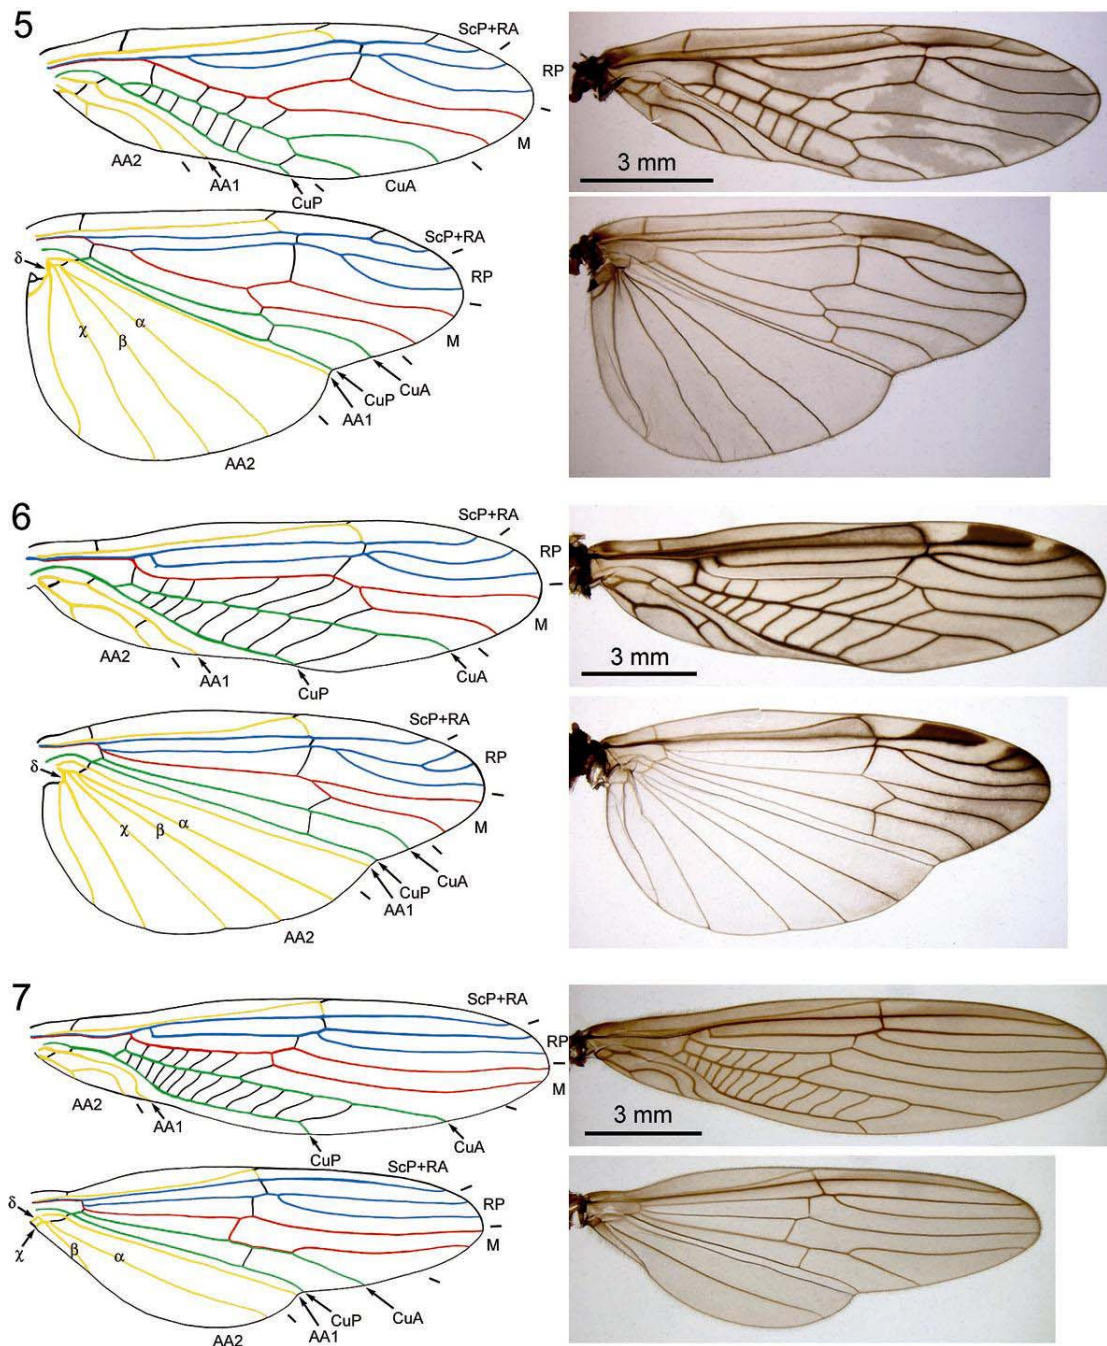 5
ScP+RA
RP
M
CuA
CuP
AA1
AA2
3 mm
ScP+RA
RP
M
CuA
CuP
AA1
AA2
δ
χ
β
α
6
ScP+RA
RP
M
CuA
CuP
AA1
AA2
3 mm
ScP+RA
RP
M
CuA
CuP
AA1
AA2
δ
χ
β
α
7
ScP+RA
RP
M
CuA
CuP
AA1
AA2
3 mm
ScP+RA
RP
M
CuA
CuP
AA1
AA2
δ
χ
β
α